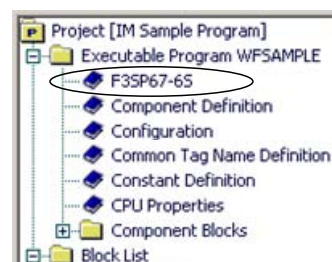 Project [IM Sample Program]
Executable Program WFSAMPLE
F3SP67-6S
Component Definition
Configuration
Common Tag Name Definition
Constant Definition
CPU Properties
Component Blocks
Block List